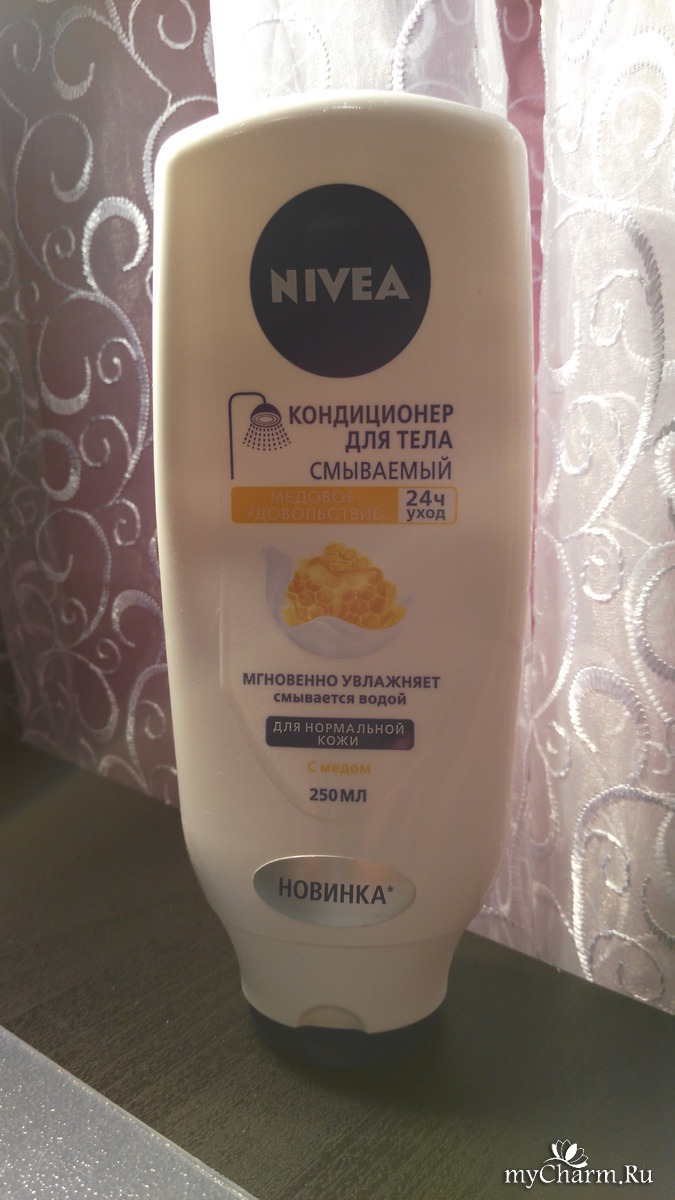 NIVEA
КОНДИЦИОНЕР
ДЛЯ ТЕЛА
СМЫВАЕМЫЙ
МЕДОВОЕ
УДОВОЛЬСТВИЕ
24ч
уход
МГНОВЕННО УВЛАЖНЯЕТ
смывается водой
ДЛЯ НОРМАЛЬНОЙ
КОЖИ
С медом
250МЛ
НОВИНКА*
myCharm.Ru